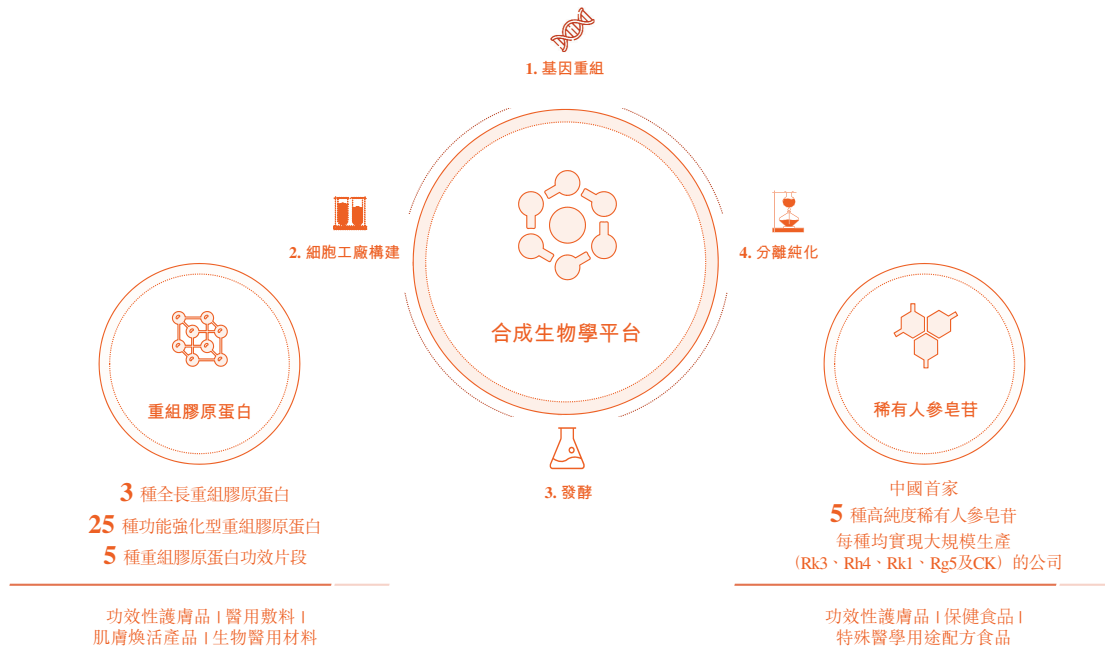 1. 基因重組
2. 細胞工廠構建
4. 分離純化
合成生物學平台
3. 發酵
重組膠原蛋白
3 種全長重組膠原蛋白
25 種功能強化型重組膠原蛋白
5 種重組膠原蛋白功效片段
功效性護膚品 | 醫用敷料 |
肌膚煥活產品 | 生物醫用材料
稀有人參皂苷
中國首家
5 種高純度稀有人參皂苷
每種均實現大規模生產
（Rk3、Rh4、Rk1、Rg5及CK）的公司
功效性護膚品 | 保健食品 |
特殊醫學用途配方食品